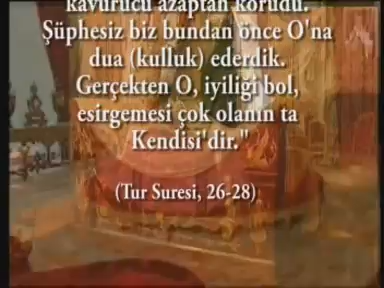 kavurucu azaptan korudu.
Şüphesiz biz bundan önce O'na
dua (kulluk) ederdik.
Gerçekten O, iyiliği bol,
esirgemesi çok olanın ta
Kendisi'dir."
(Tur Suresi, 26-28)